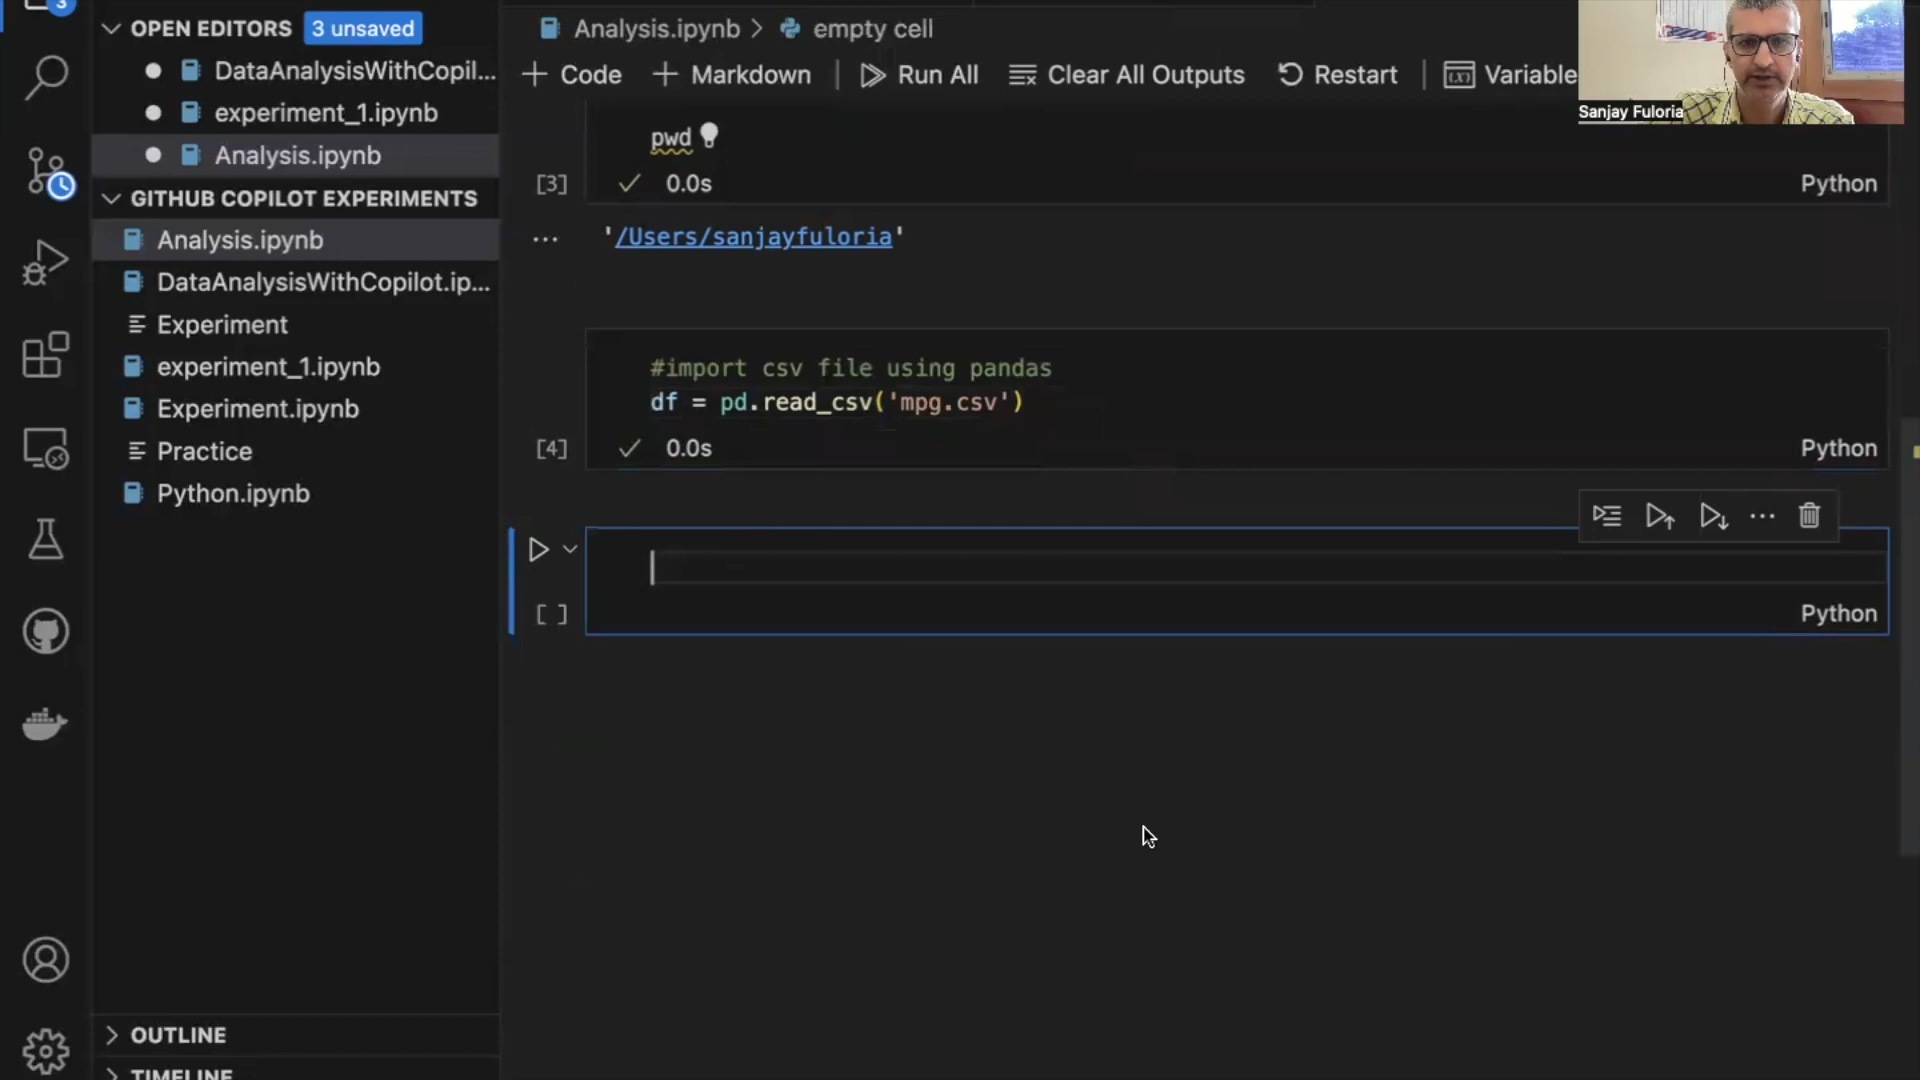 3
OPEN EDITORS 3 unsaved
DataAnalysisWithCopil...
experiment_1.ipynb
Analysis.ipynb
GITHUB COPILOT EXPERIMENTS
Analysis.ipynb
DataAnalysisWithCopilot.ip...
Experiment
experiment_1.ipynb
Experiment.ipynb
Practice
Python.ipynb
OUTLINE
TIMELINE
Analysis.ipynb > empty cell
+ Code + Markdown Run All Clear All Outputs Restart Variable
Sanjay Fuloria
pwd
[3] 0.0s Python
... '/Users/sanjayfuloria'
#import csv file using pandas
df = pd.read_csv('mpg.csv')
[4] 0.0s Python
...
[ ] Python